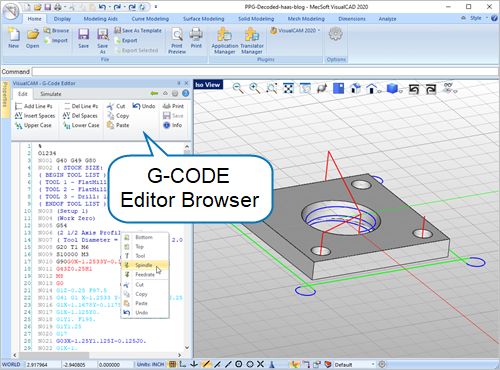 PPG-Decoded-haas-blog - MecSoft VisualCAD 2020
Home Display Modeling Aids Curve Modeling Surface Modeling Solid Modeling Mesh Modeling Dimension Analyze Style
New Open Browse Import Save Save As Save As Template Export Export Selected Print Preview Print Application Manager Translator Manager VisualCAM 2020 Options
File Print Plugins Options
Command
VisualCAM - G-Code Editor
Iso View
Properties
Edit Simulate
Add Line #s Del Line #s Cut Undo Print
Insert Spaces Del Spaces Copy Save
Upper Case Lower Case Paste Info
G-CODE
Editor Browser
%
O1234
N001 G40 G49 G80
( STOCK SIZE:
( BEGIN TOOL LIST )
( TOOL 1 - FlatMill
( TOOL 2 - FlatMill
( TOOL 3 - Drill: 1
( ENDOF TOOL LIST )
N003 (Setup 1)
N004 (Work Zero)
N005 G54
N006 (2 1/2 Axis Profil
N007 ( Tool Diameter = 2.0
N008 G20 T1 M6
N009 S10000 M3
N010 G90G0X-1.2533Y-0.
N011 G43Z0.25H1
N012 M8
N013 G0
N014 G1Z-0.25 F97.5
N015 G41 G1 X-1.2533 Y-
N016 G1X-1.1675Y-0.1175
N017 G1X-1.125Y0.
N018 G1Y1. F195.
N019 G1Y1.25
N020 G17
N021 G03X-1.25Y1.125I-0.125J0.
N022 G1X-1.
Bottom
Top
Tool
Spindle
Feedrate
Cut
Copy
Paste
Undo
WORLD 2.917964 -2.940805 0.000000 Units: INCH Default